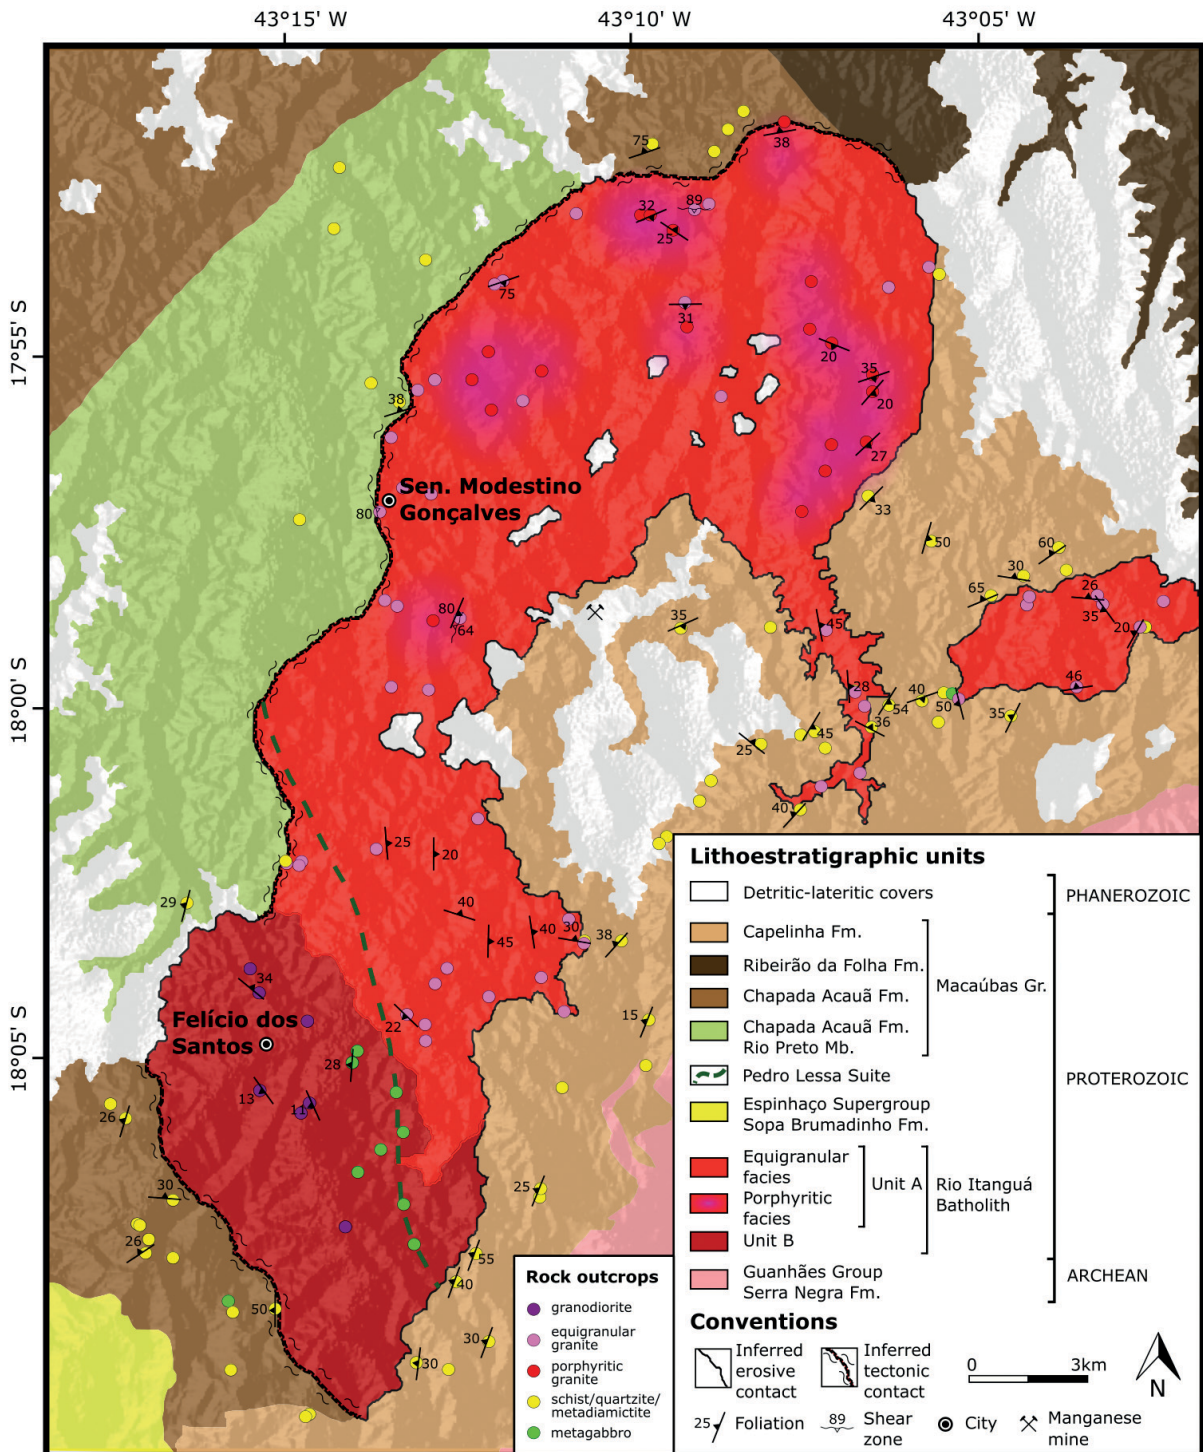 43°15' W
43°10' W
43°05' W
17°55' S
18°00' S
18°05' S
75
38
32
89
25
75
31
20
35
20
38
27
Sen. Modestino
Gonçalves
80
33
50
60
30
65
26
35
20
80
64
35
45
28
40
54
50
46
35
36
45
25
40
25
20
29
40
45
40
30
38
34
Felício dos
Santos
22
15
28
13
11
26
30
25
26
55
40
50
30
30
Lithoestratigraphic units
Detritic-lateritic covers
PHANEROZOIC
Capelinha Fm.
Ribeirão da Folha Fm.
Macaúbas Gr.
Chapada Acauã Fm.
Chapada Acauã Fm.
Rio Preto Mb.
Pedro Lessa Suite
PROTEROZOIC
Espinhaço Supergroup
Sopa Brumadinho Fm.
Equigranular
facies
Unit A
Rio Itanguá
Batholith
Porphyritic
facies
Unit B
Guanhães Group
Serra Negra Fm.
ARCHEAN
Rock outcrops
granodiorite
equigranular
granite
porphyritic
granite
schist/quartzite/
metadiamictite
metagabbro
Conventions
Inferred
erosive
contact
Inferred
tectonic
contact
0 3km
N
25 Foliation
89 Shear
zone
City
Manganese
mine